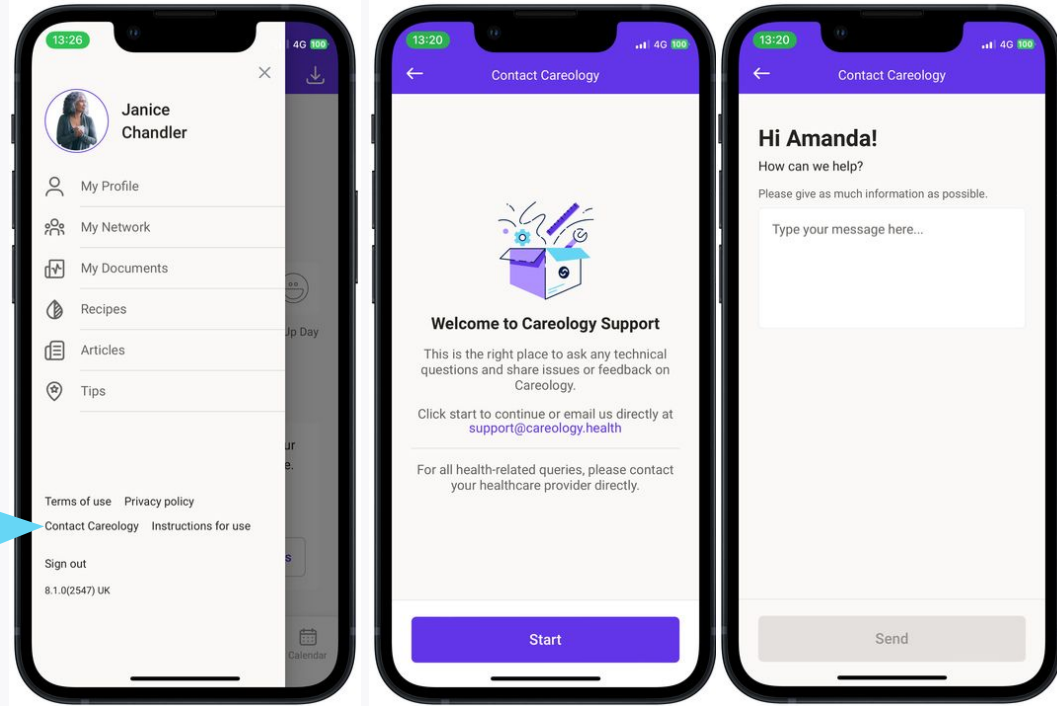 13:26
4G 100
Janice
Chandler
My Profile
My Network
My Documents
Recipes
Articles
Tips
Up Day
ur
e.
Terms of use Privacy policy
Contact Careology Instructions for use
s
Sign out
8.1.0(2547) UK
Calendar
13:20
4G 100
Contact Careology
Welcome to Careology Support
This is the right place to ask any technical
questions and share issues or feedback on
Careology.
Click start to continue or email us directly at
support@careology.health
For all health-related queries, please contact
your healthcare provider directly.
Start
13:20
4G 100
Contact Careology
Hi Amanda!
How can we help?
Please give as much information as possible.
Type your message here...
Send